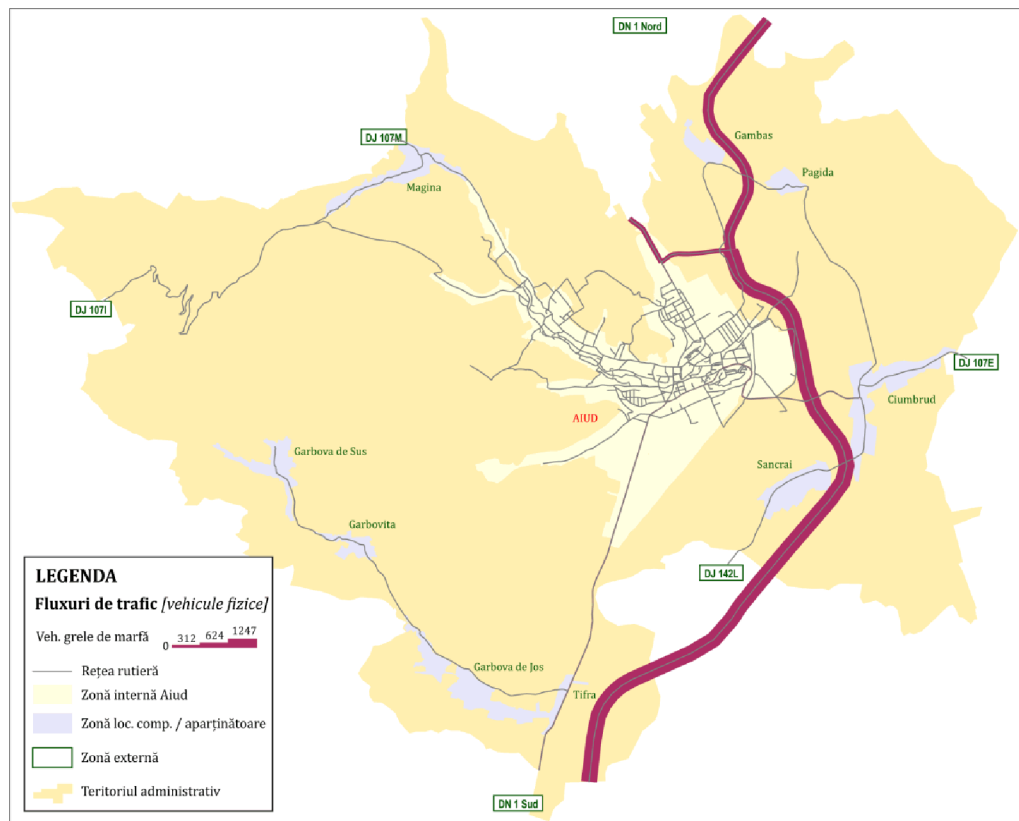 DN 1 Nord
Gambas
DJ 107M
Pagida
Magina
DJ 107I
DJ 107E
Ciumbrud
AIUD
Garbova de Sus
Sancrai
Garbovita
DJ 142L
LEGENDA
Fluxuri de trafic [vehicule fizice]
Veh. grele de marfă 0 312 624 1247
Rețea rutieră
Zonă internă Aiud
Zonă loc. comp. / aparținătoare
Zonă externă
Teritoriul administrativ
Garbova de Jos
Tifra
DN 1 Sud